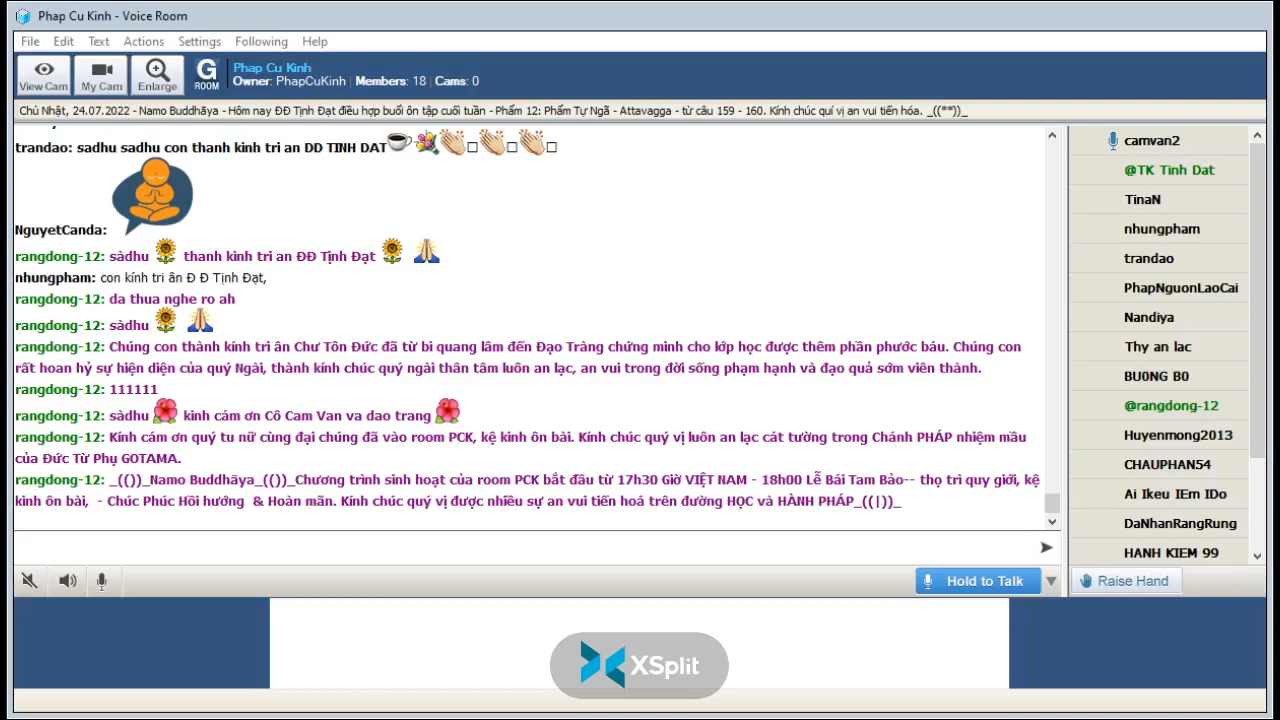 Phap Cu Kinh - Voice Room
File Edit Text Actions Settings Following Help
View Cam My Cam Enlarge G ROOM
Phap Cu Kinh
Owner: PhapCuKinh | Members: 18 | Cams: 0
Chủ Nhật, 24.07.2022 - Namo Buddhāya - Hôm nay ĐĐ Tịnh Đạt điều hợp buổi ôn tập cuối tuần - Phẩm 12: Phẩm Tự Ngã - Attavagga - từ câu 159 - 160. Kính chúc quí vị an vui tiến hóa. _((**))_
trandao: sadhu sadhu con thanh kinh tri an DD TINH DAT
NguyetCanda:
rangdong-12: sàdhu thanh kinh tri an ĐĐ Tịnh Đạt
nhungpham: con kính tri ân Đ Đ Tịnh Đạt,
rangdong-12: da thua nghe ro ah
rangdong-12: sàdhu
rangdong-12: Chúng con thành kính tri ân Chư Tôn Đức đã từ bi quang lâm đến Đạo Tràng chứng minh cho lớp học được thêm phần phước báu. Chúng con
rất hoan hỷ sự hiện diện của quý Ngài, thành kính chúc quý ngài thân tâm luôn an lạc, an vui trong đời sống phạm hạnh và đạo quả sớm viên thành.
rangdong-12: 111111
rangdong-12: sàdhu kinh cám ơn Cô Cam Van va dao trang
rangdong-12: Kính cám ơn quý tu nữ cùng đại chúng đã vào room PCK, kệ kinh ôn bài. Kính chúc quý vị luôn an lạc cát tường trong Chánh PHÁP nhiệm mầu
của Đức Từ Phụ GOTAMA.
rangdong-12: _(())_Namo Buddhāya_(())_Chương trình sinh hoạt của room PCK bắt đầu từ 17h30 Giờ VIỆT NAM - 18h00 Lễ Bái Tam Bảo-- thọ trì quy giới, kệ
kinh ôn bài, - Chúc Phúc Hồi hướng & Hoàn mãn. Kính chúc quý vị được nhiều sự an vui tiến hoá trên đường HỌC và HÀNH PHÁP_((|))_
camvan2
@TK Tinh Dat
TinaN
nhungpham
trandao
PhapNguonLaoCai
Nandiya
Thy an lac
BU0NG B0
@rangdong-12
Huyenmong2013
CHAUPHAN54
Ai Ikeu IEm IDo
DaNhanRangRung
HANH KIEM 99
Hold to Talk
Raise Hand
XSplit